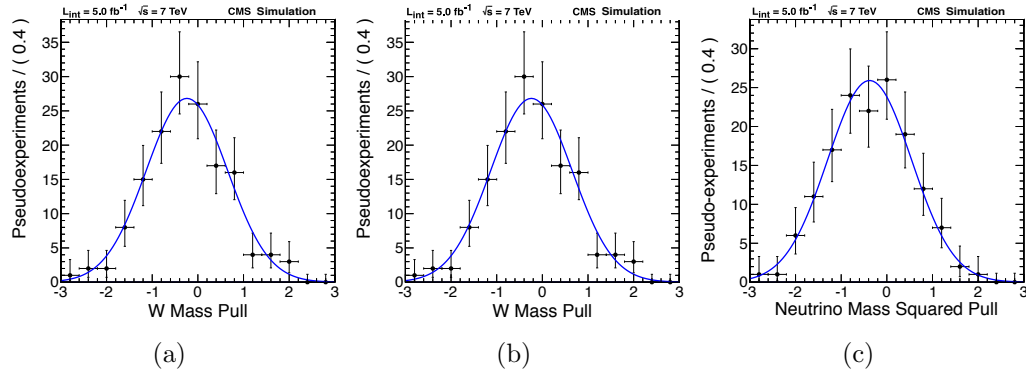 L_int = 5.0 fb^-1 √s = 7 TeV CMS Simulation
Pseudoexperiments / ( 0.4 )
35
30
25
20
15
10
5
0
-3 -2 -1 0 1 2 3
W Mass Pull
(a)
L_int = 5.0 fb^-1 √s = 7 TeV CMS Simulation
Pseudoexperiments / ( 0.4 )
35
30
25
20
15
10
5
0
-3 -2 -1 0 1 2 3
W Mass Pull
(b)
L_int = 5.0 fb^-1 √s = 7 TeV CMS Simulation
Pseudo-experiments / ( 0.4 )
30
25
20
15
10
5
0
-3 -2 -1 0 1 2 3
Neutrino Mass Squared Pull
(c)